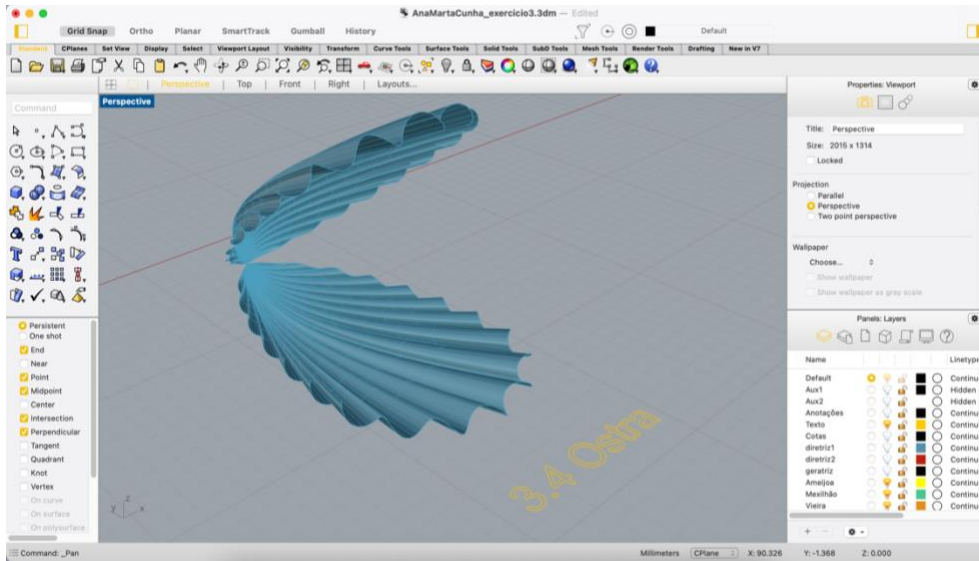 AnaMartaCunha_exercicio3.3dm — Edited
Grid Snap Ortho Planar SmartTrack Gumball History Default
Standard CPlanes Set View Display Select Viewport Layout Visibility Transform Curve Tools Surface Tools Solid Tools SubD Tools Mesh Tools Render Tools Drafting New in V7
Perspective | Top | Front | Right | Layouts...
Command
Perspective
Persistent
One shot
End
Near
Point
Midpoint
Center
Intersection
Perpendicular
Tangent
Quadrant
Knot
Vertex
On curve
On surface
On polysurface
3.4 Ostra
z
y
x
Properties: Viewport
Title: Perspective
Size: 2015 x 1314
Locked
Projection
Parallel
Perspective
Two point perspective
Wallpaper
Choose...
Show wallpaper
Show wallpaper as gray scale
Panels: Layers
Name Linetype
Default Continu
Aux1 Hidden
Aux2 Hidden
Anotações Continu
Texto Continu
Cotas Continu
diretriz1 Continu
diretriz2 Continu
geratriz Continu
Ameijoa Continu
Mexilhão Continu
Vieira Continu
Command: _Pan Millimeters CPlane X: 90.326 Y: -1.368 Z: 0.000